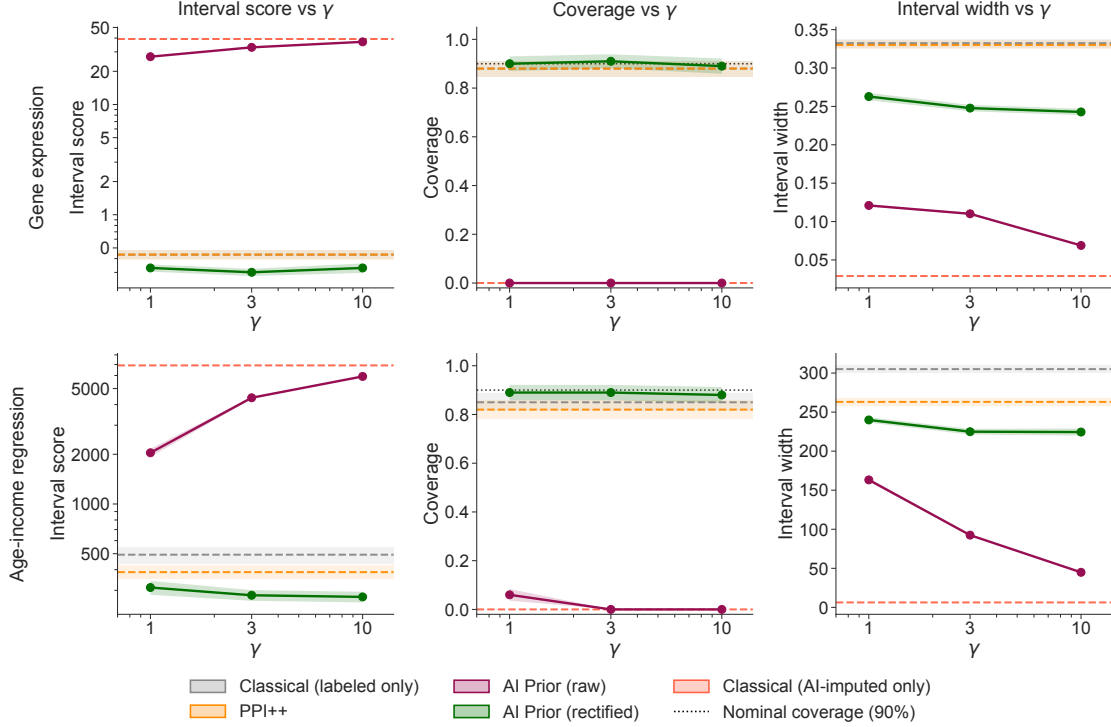 Interval score vs γ
Coverage vs γ
Interval width vs γ
Gene expression
Interval score
50
20
10
5
2
1
0
1
3
10
γ
Coverage
1.0
0.8
0.6
0.4
0.2
0.0
1
3
10
γ
Interval width
0.35
0.30
0.25
0.20
0.15
0.10
0.05
1
3
10
γ
Age-income regression
Interval score
5000
2000
1000
500
1
3
10
γ
Coverage
1.0
0.8
0.6
0.4
0.2
0.0
1
3
10
γ
Interval width
300
250
200
150
100
50
0
1
3
10
γ
Classical (labeled only)
AI Prior (raw)
Classical (AI-imputed only)
PPI++
AI Prior (rectified)
Nominal coverage (90%)